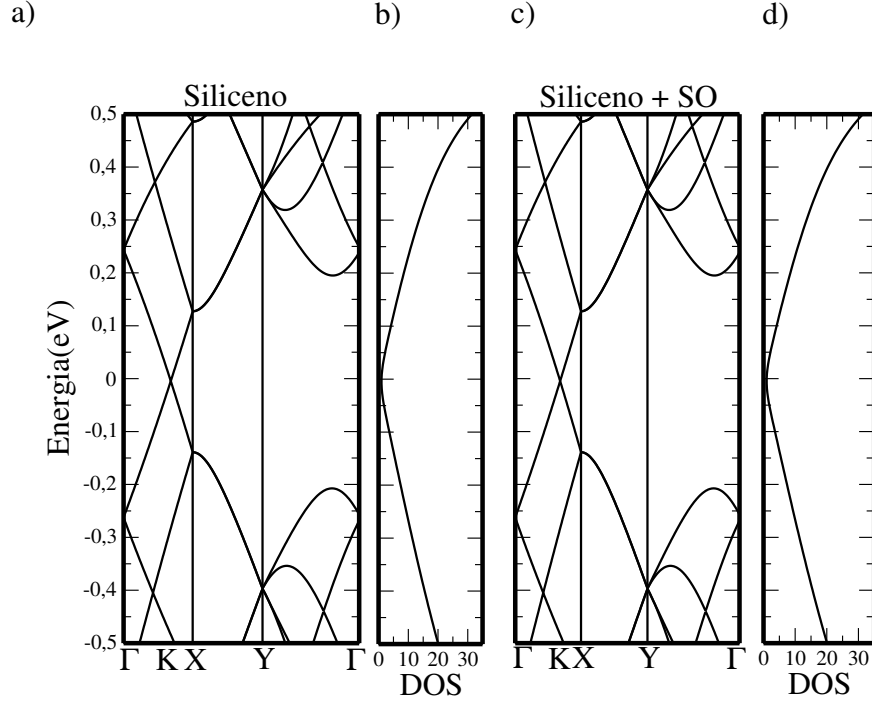 a) b) c) d)
Siliceno Siliceno + SO
0,5
0,4
0,3
0,2
0,1
0
-0,1
-0,2
-0,3
-0,4
-0,5
Energia(eV)
Γ K X Y Γ 0 10 20 30 Γ K X Y Γ 0 10 20 30
DOS DOS